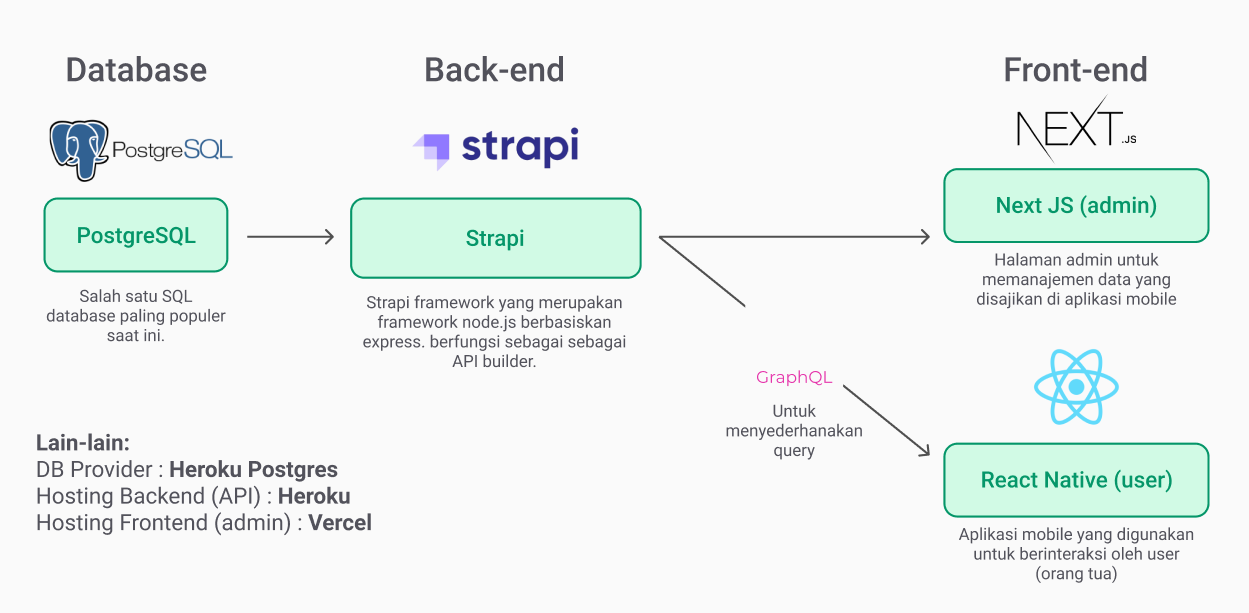 Database
PostgreSQL
PostgreSQL
Salah satu SQL
database paling populer
saat ini.
Back-end
strapi
Strapi
Strapi framework yang merupakan
framework node.js berbasiskan
express. berfungsi sebagai sebagai
API builder.
Front-end
NEXT.JS
Next JS (admin)
Halaman admin untuk
memanajemen data yang
disajikan di aplikasi mobile
GraphQL
Untuk
menyederhanakan
query
React Native (user)
Aplikasi mobile yang digunakan
untuk berinteraksi oleh user
(orang tua)
Lain-lain:
DB Provider : Heroku Postgres
Hosting Backend (API) : Heroku
Hosting Frontend (admin) : Vercel